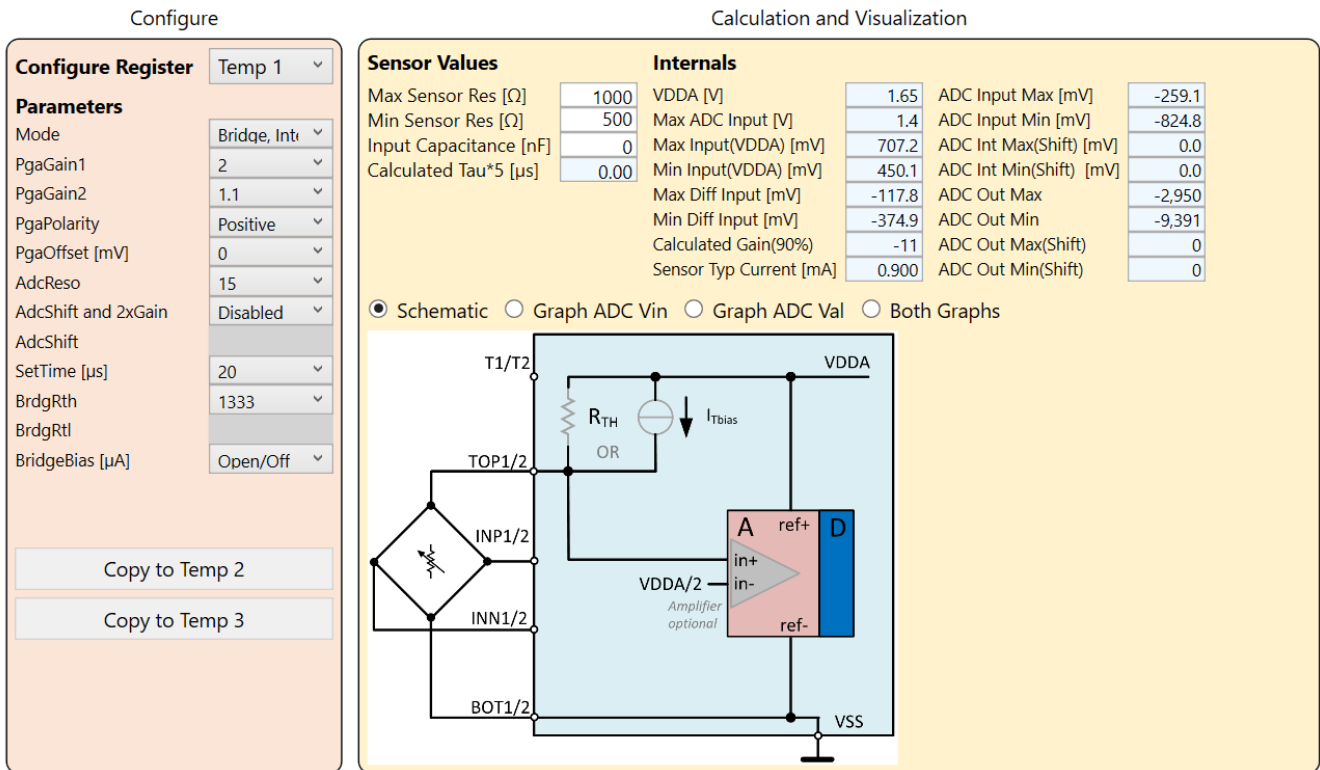 Configure
Calculation and Visualization
Configure Register Temp 1
Parameters
Mode Bridge, Inte
PgaGain1 2
PgaGain2 1.1
PgaPolarity Positive
PgaOffset [mV] 0
AdcReso 15
AdcShift and 2xGain Disabled
AdcShift
SetTime [µs] 20
BrdgRth 1333
BrdgRtl
BridgeBias [µA] Open/Off
Copy to Temp 2
Copy to Temp 3
Sensor Values
Max Sensor Res [Ω] 1000
Min Sensor Res [Ω] 500
Input Capacitance [nF] 0
Calculated Tau*5 [µs] 0.00
Internals
VDDA [V] 1.65
Max ADC Input [V] 1.4
Max Input(VDDA) [mV] 707.2
Min Input(VDDA) [mV] 450.1
Max Diff Input [mV] -117.8
Min Diff Input [mV] -374.9
Calculated Gain(90%) -11
Sensor Typ Current [mA] 0.900
ADC Input Max [mV] -259.1
ADC Input Min [mV] -824.8
ADC Int Max(Shift) [mV] 0.0
ADC Int Min(Shift) [mV] 0.0
ADC Out Max -2,950
ADC Out Min -9,391
ADC Out Max(Shift) 0
ADC Out Min(Shift) 0
Schematic Graph ADC Vin Graph ADC Val Both Graphs
T1/T2
VDDA
RTH
OR
ITbias
TOP1/2
INP1/2
INN1/2
BOT1/2
A ref+ D
in+
VDDA/2 in-
Amplifier
optional
ref-
VSS